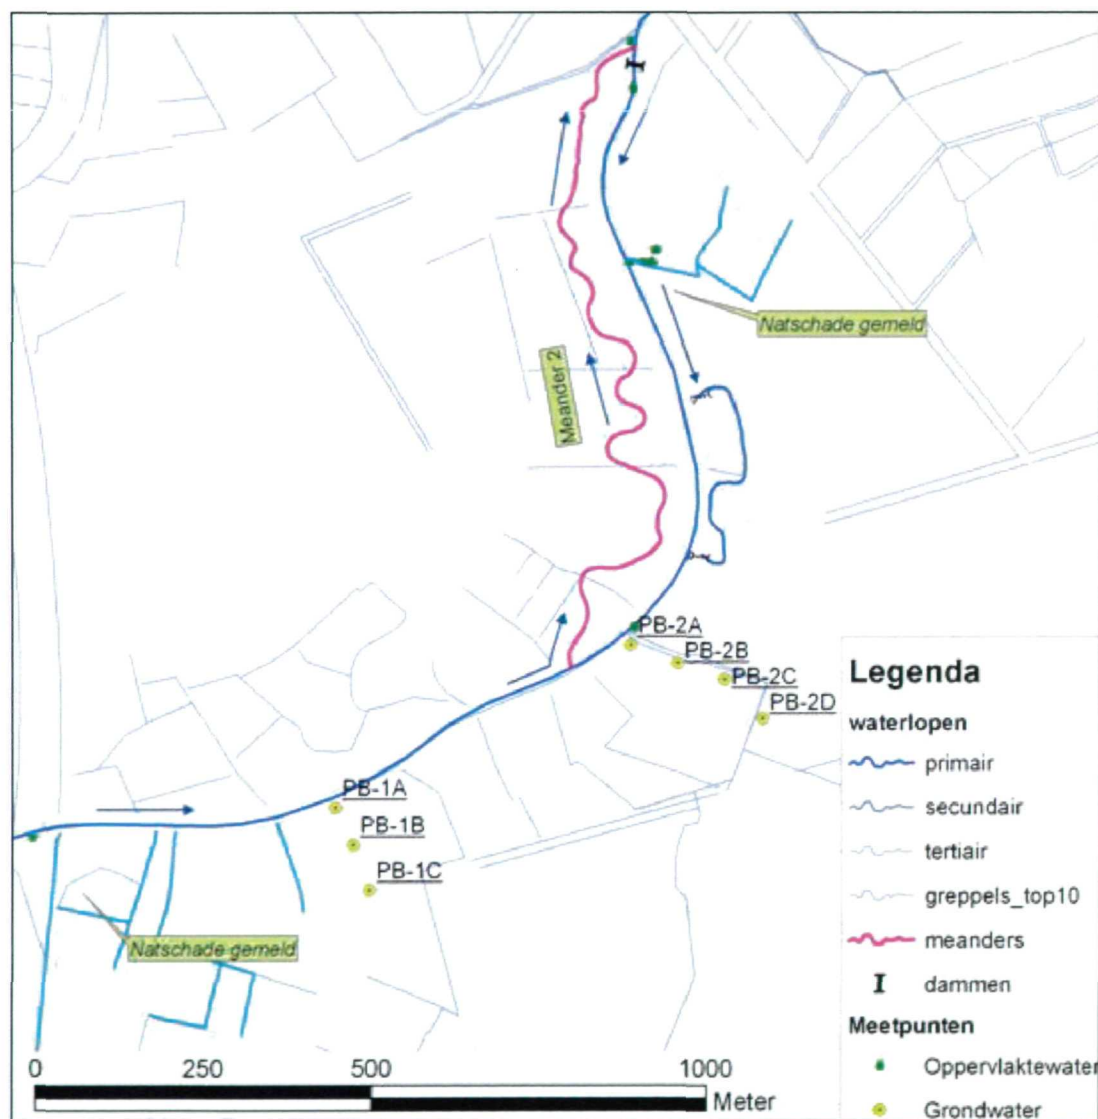 Natschade gemeld
Meander 2
PB-2A
PB-2B
PB-2C
PB-2D
PB-1A
PB-1B
PB-1C
Natschade gemeld
Legenda
waterlopen
primair
secundair
tertiair
greppels_top10
meanders
dammen
Meetpunten
Oppervlaktewater
Grondwater
0 250 500 1000
Meter